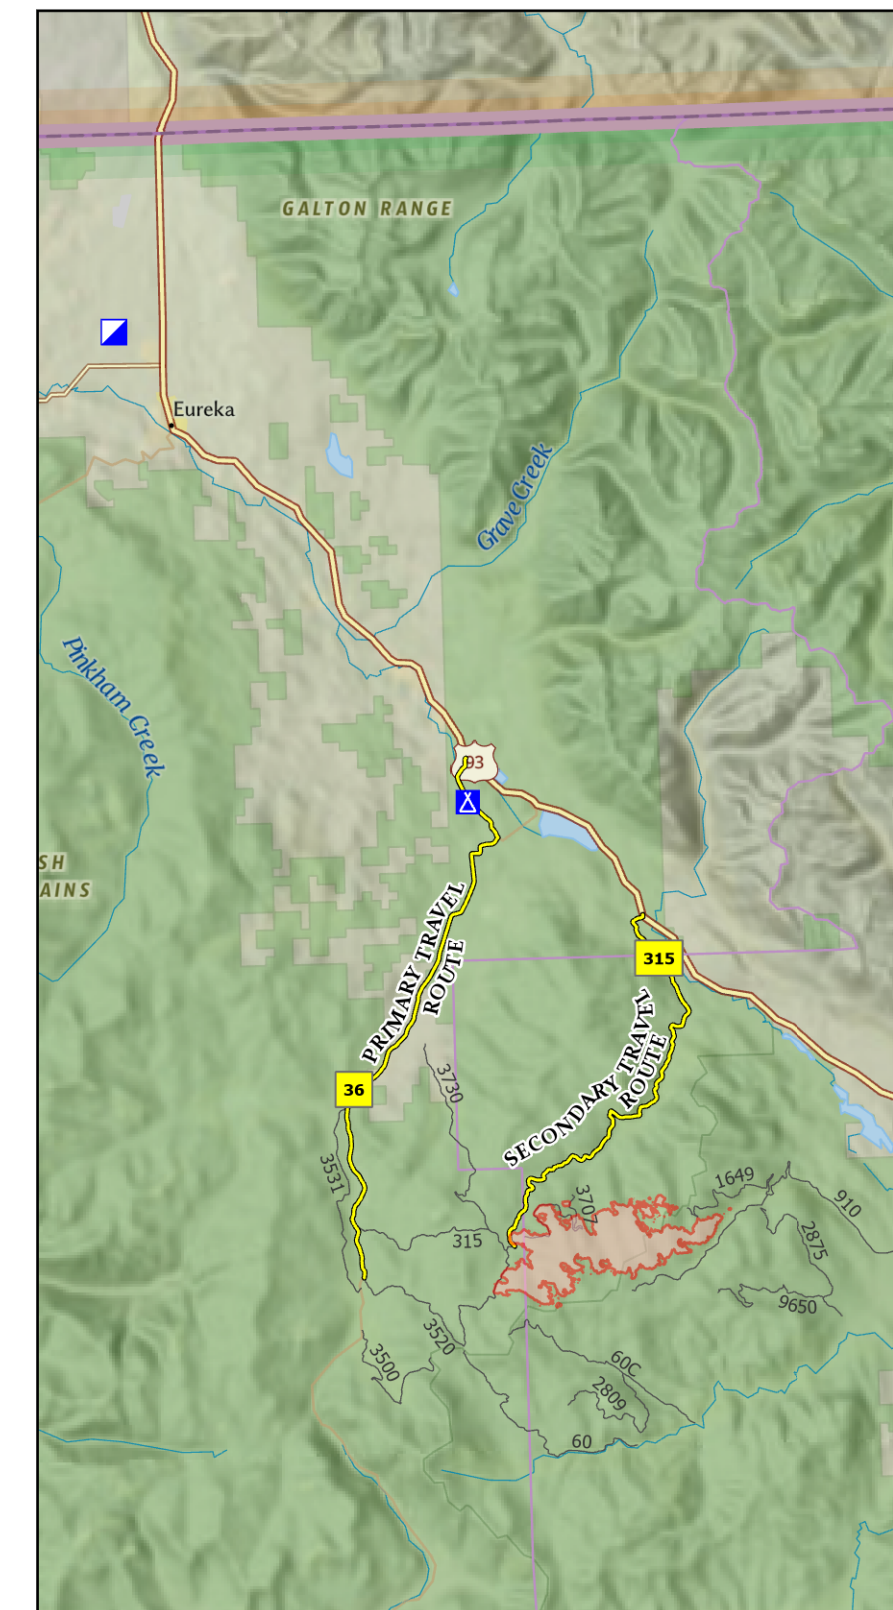 GALTON RANGE
Eureka
Grave Creek
Pinkham Creek
93
SH
AINS
PRIMARY TRAVEL
ROUTE
315
SECONDARY TRAVEL
ROUTE
36
3730
3531
1649
3707
910
315
2875
9650
3520
3500
60C
2809
60